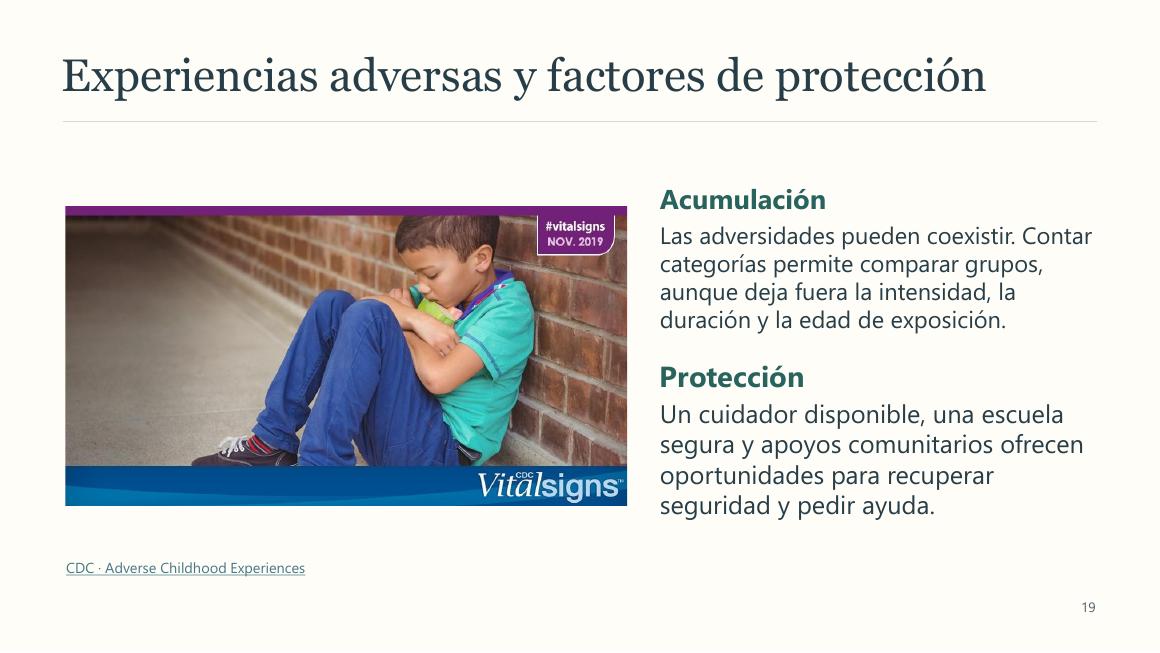 Experiencias adversas y factores de protección
#vitalsigns
NOV. 2019
CDC
Vitalsigns™
Acumulación
Las adversidades pueden coexistir. Contar
categorías permite comparar grupos,
aunque deja fuera la intensidad, la
duración y la edad de exposición.
Protección
Un cuidador disponible, una escuela
segura y apoyos comunitarios ofrecen
oportunidades para recuperar
seguridad y pedir ayuda.
CDC · Adverse Childhood Experiences
19